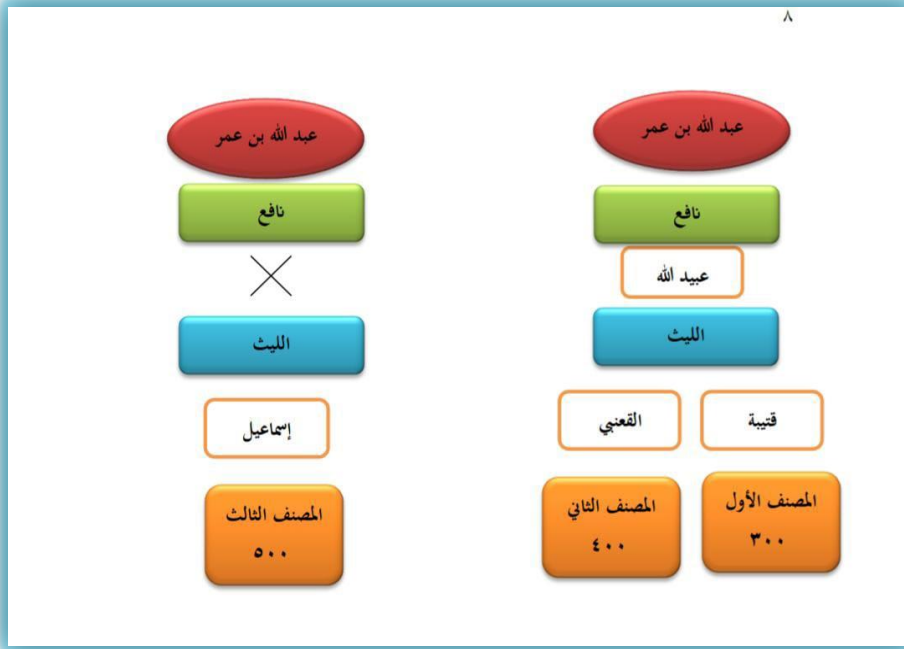 ٨
عبد الله بن عمر
عبد الله بن عمر
نافع
نافع
عبيد الله
الليث
الليث
قتيبة
القعنبي
إسماعيل
المصنف الأول
٣٠٠
المصنف الثاني
٤٠٠
المصنف الثالث
٥٠٠